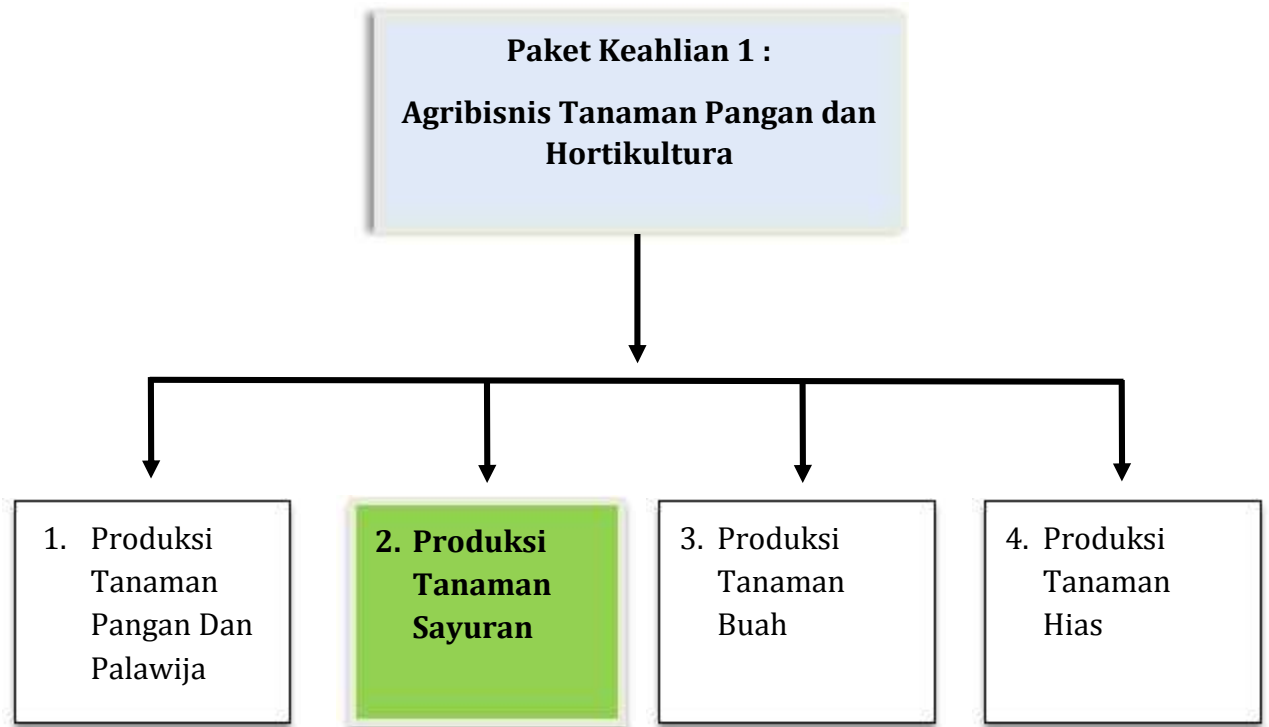 Paket Keahlian 1 :
Agribisnis Tanaman Pangan dan
Hortikultura
1. Produksi
Tanaman
Pangan Dan
Palawija
2. Produksi
Tanaman
Sayuran
3. Produksi
Tanaman
Buah
4. Produksi
Tanaman
Hias